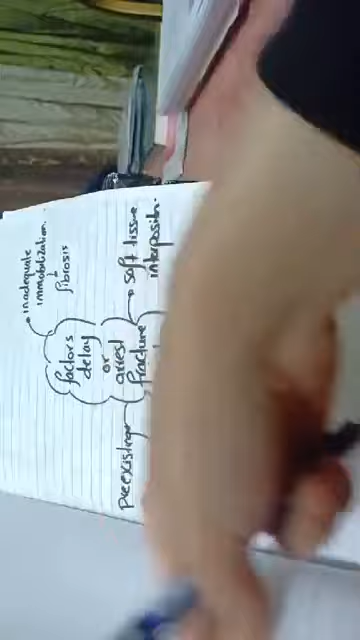 • inadequate
immobilization.
↓
fibrosis
factors
delay
or
arrest
fracture
• soft tissue
interposition.
preexisting